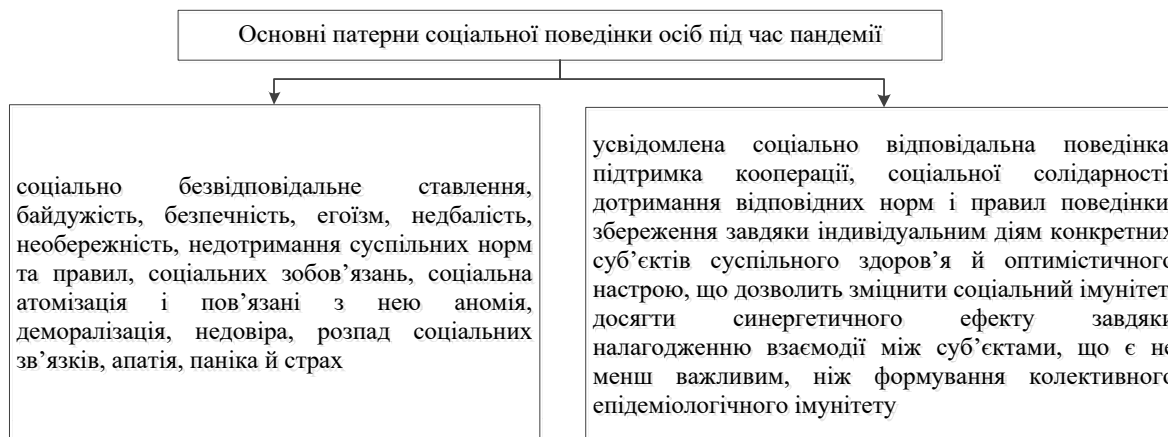 Основні патерни соціальної поведінки осіб під час пандемії
соціально безвідповідальне ставлення,
байдужість, безпечність, егоїзм, недбалість,
необережність, недотримання суспільних норм
та правил, соціальних зобов’язань, соціальна
атомізація і пов’язані з нею аномія,
деморалізація, недовіра, розпад соціальних
зв’язків, апатія, паніка й страх
усвідомлена соціально відповідальна поведінка
підтримка кооперації, соціальної солідарності
дотримання відповідних норм і правил поведінки
збереження завдяки індивідуальним діям конкретних
суб’єктів суспільного здоров’я й оптимістичного
настрою, що дозволить зміцнити соціальний імунітет
досягти синергетичного ефекту завдяки
налагодженню взаємодії між суб’єктами, що є не
менш важливим, ніж формування колективного
епідеміологічного імунітету